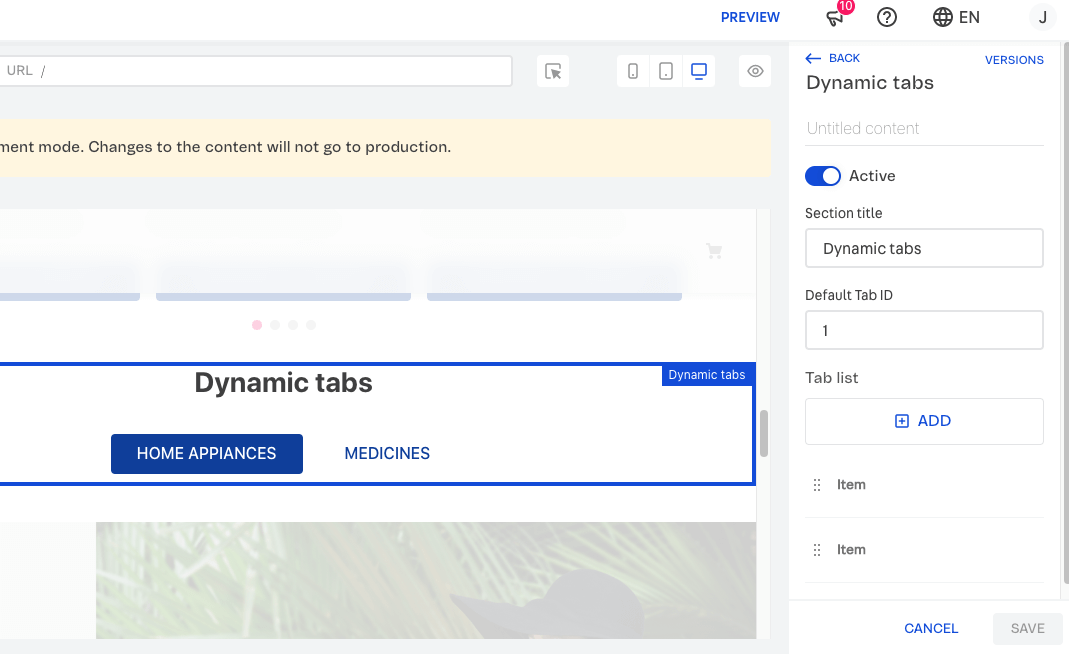 PREVIEW
10
EN
J
URL /
BACK
VERSIONS
Dynamic tabs
Untitled content
ment mode. Changes to the content will not go to production.
Active
Section title
Dynamic tabs
Default Tab ID
1
Tab list
ADD
Item
Item
CANCEL
SAVE
Dynamic tabs
Dynamic tabs
HOME APPIANCES
MEDICINES